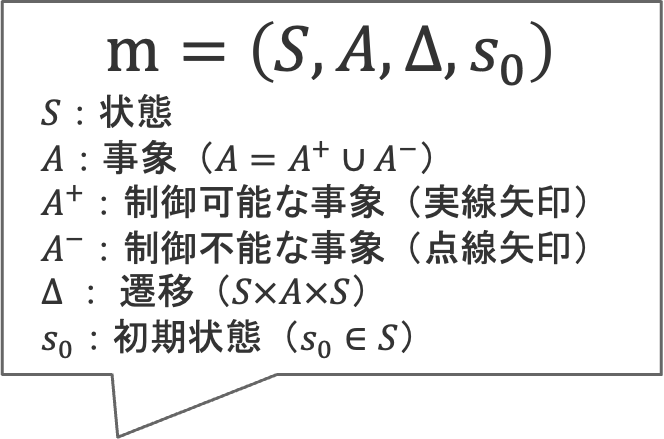 m = (S, A, Δ, s₀)
S：状態
A：事象（A = A⁺ ∪ A⁻）
A⁺：制御可能な事象（実線矢印）
A⁻：制御不能な事象（点線矢印）
Δ ： 遷移（S×A×S）
s₀：初期状態（s₀ ∈ S）